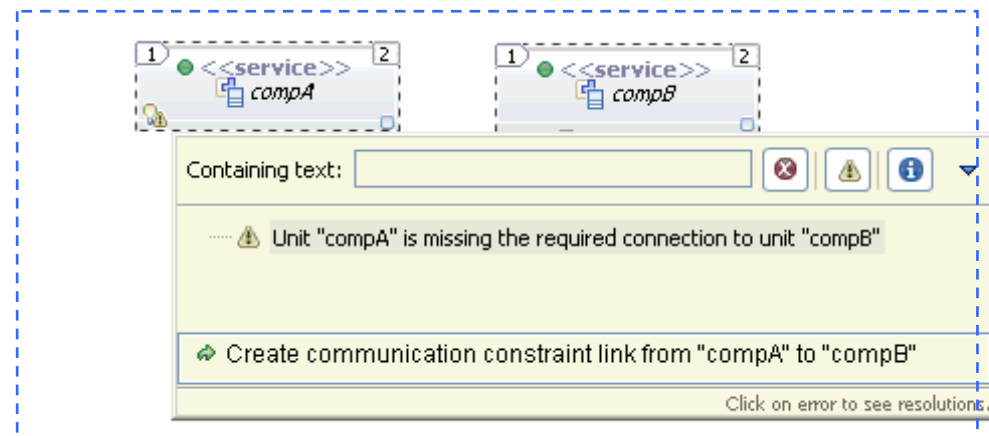 1 <<service>> 2
compA
1 <<service>> 2
compB
Containing text:
Unit "compA" is missing the required connection to unit "compB"
Create communication constraint link from "compA" to "compB"
Click on error to see resolutions.